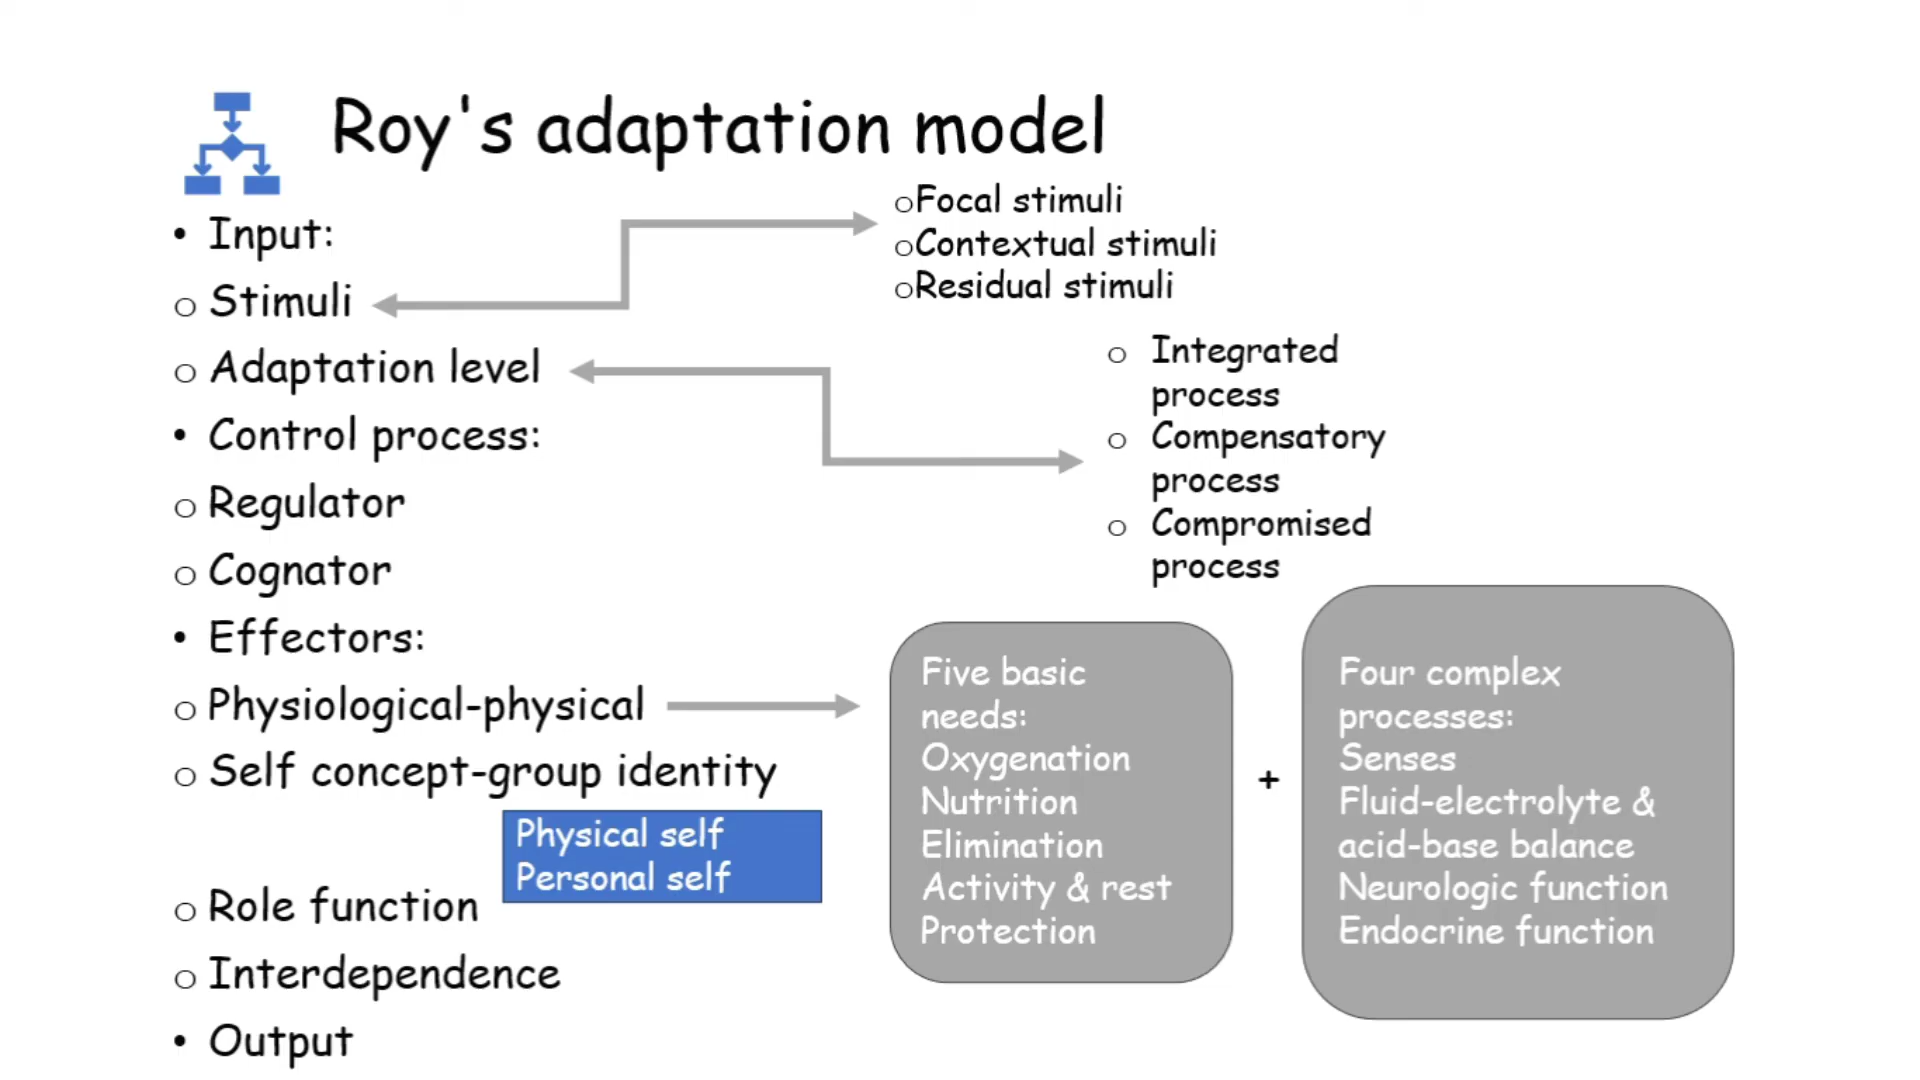 Roy's adaptation model
• Input:
o Stimuli
o Adaptation level
• Control process:
o Regulator
o Cognator
• Effectors:
o Physiological-physical
o Self concept-group identity
Physical self
Personal self
o Role function
o Interdependence
• Output
oFocal stimuli
oContextual stimuli
oResidual stimuli
o Integrated
process
o Compensatory
process
o Compromised
process
Five basic
needs:
Oxygenation
Nutrition
Elimination
Activity & rest
Protection
+
Four complex
processes:
Senses
Fluid-electrolyte &
acid-base balance
Neurologic function
Endocrine function